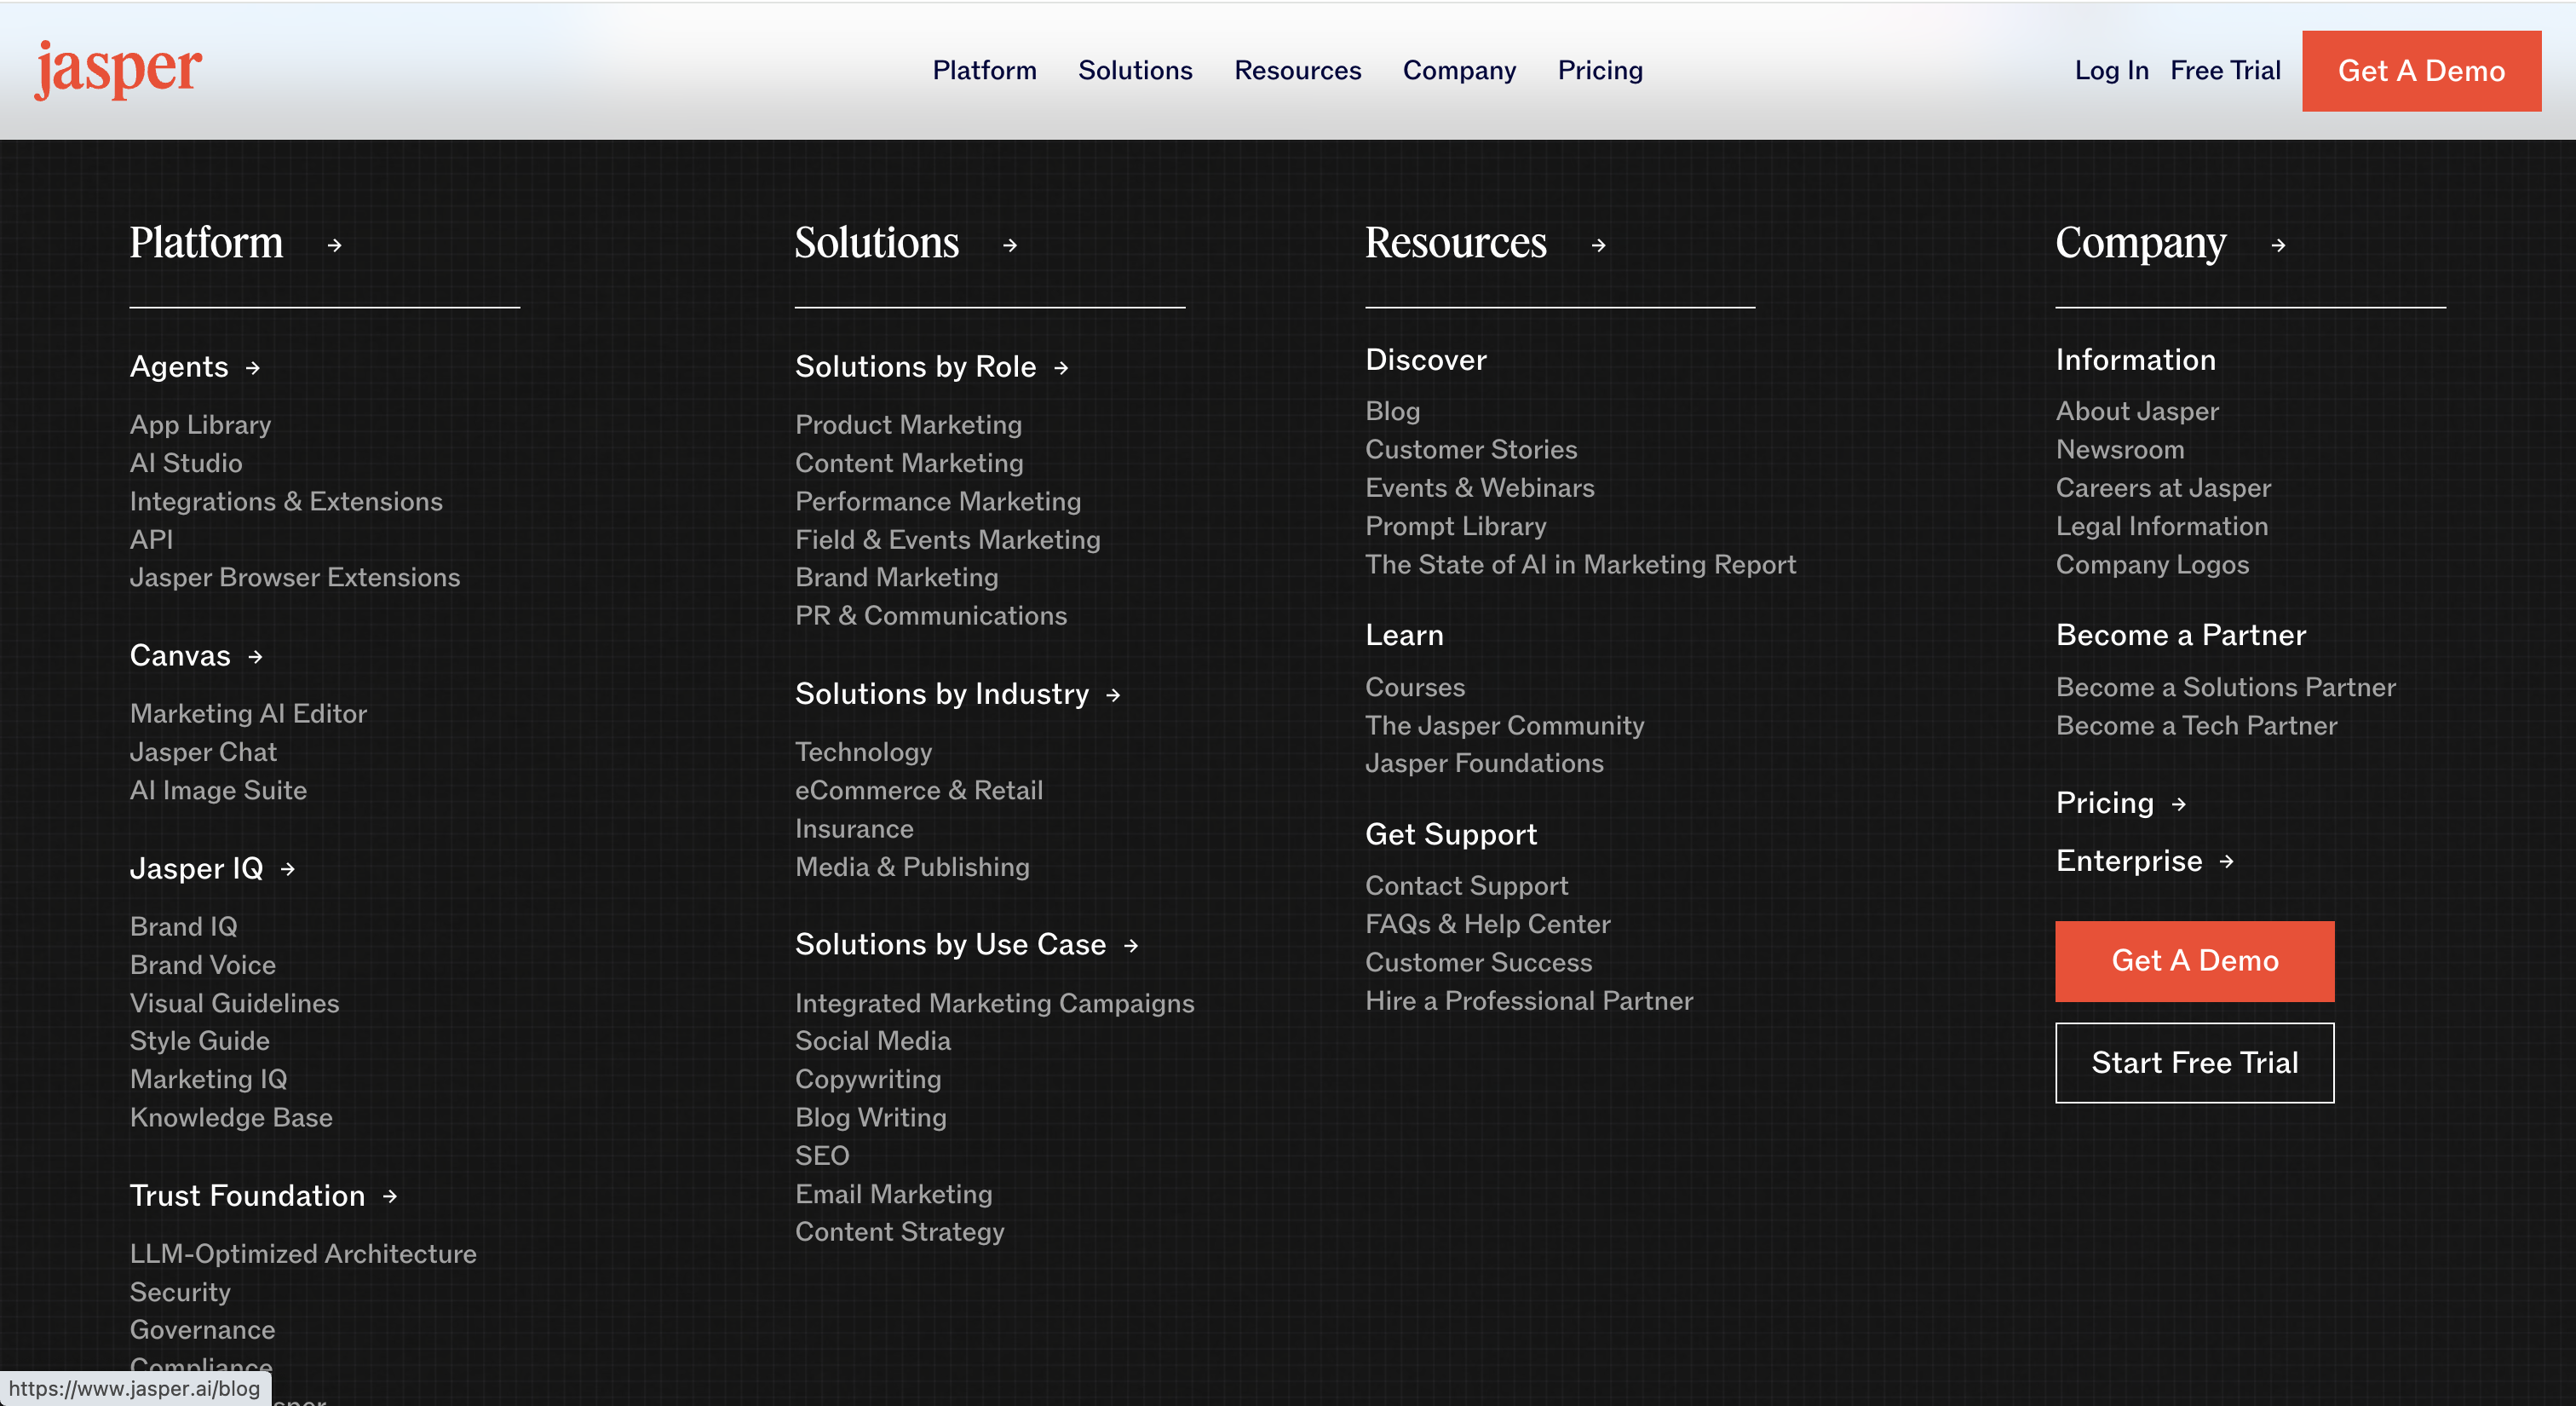 jasper
Platform
Solutions
Resources
Company
Pricing
Log In
Free Trial
Get A Demo
Platform →
Agents →
App Library
AI Studio
Integrations & Extensions
API
Jasper Browser Extensions
Canvas →
Marketing AI Editor
Jasper Chat
AI Image Suite
Jasper IQ →
Brand IQ
Brand Voice
Visual Guidelines
Style Guide
Marketing IQ
Knowledge Base
Trust Foundation →
LLM-Optimized Architecture
Security
Governance
Compliance
Solutions →
Solutions by Role →
Product Marketing
Content Marketing
Performance Marketing
Field & Events Marketing
Brand Marketing
PR & Communications
Solutions by Industry →
Technology
eCommerce & Retail
Insurance
Media & Publishing
Solutions by Use Case →
Integrated Marketing Campaigns
Social Media
Copywriting
Blog Writing
SEO
Email Marketing
Content Strategy
Resources →
Discover
Blog
Customer Stories
Events & Webinars
Prompt Library
The State of AI in Marketing Report
Learn
Courses
The Jasper Community
Jasper Foundations
Get Support
Contact Support
FAQs & Help Center
Customer Success
Hire a Professional Partner
Company →
Information
About Jasper
Newsroom
Careers at Jasper
Legal Information
Company Logos
Become a Partner
Become a Solutions Partner
Become a Tech Partner
Pricing →
Enterprise →
Get A Demo
Start Free Trial
https://www.jasper.ai/blog